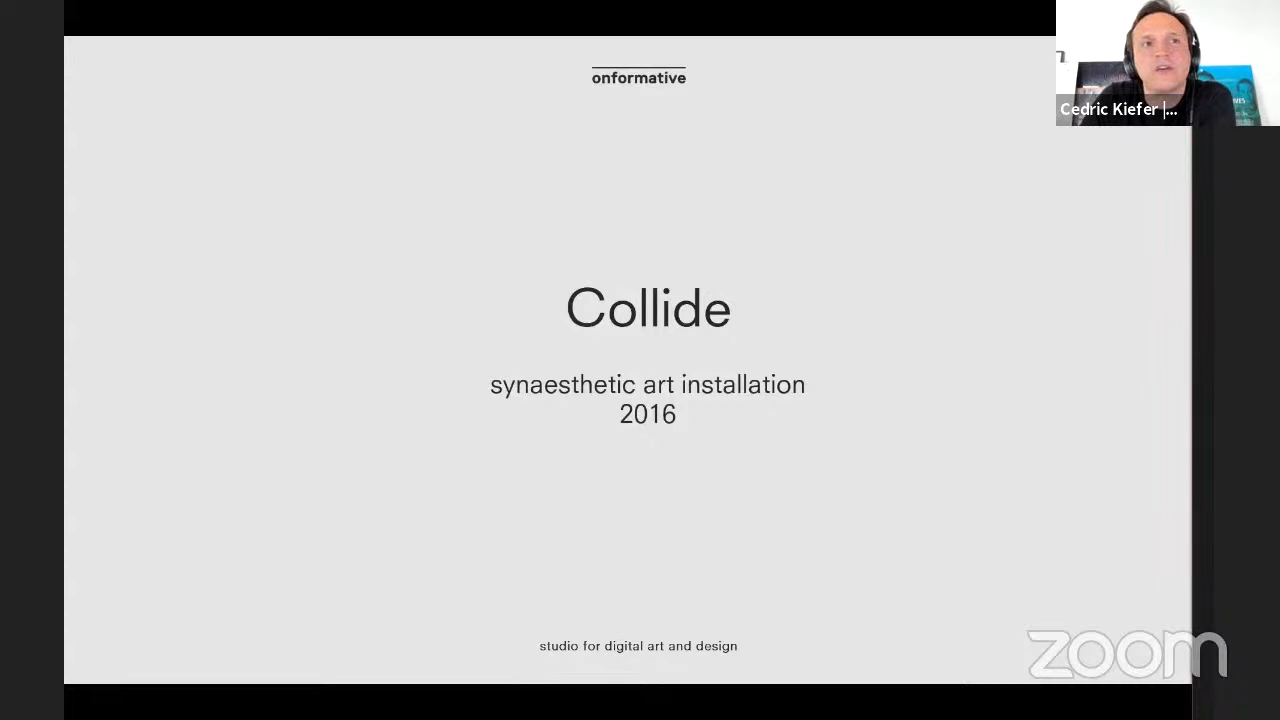 onformative
Cedric Kiefer |...
Collide
synaesthetic art installation
2016
studio for digital art and design
zoom